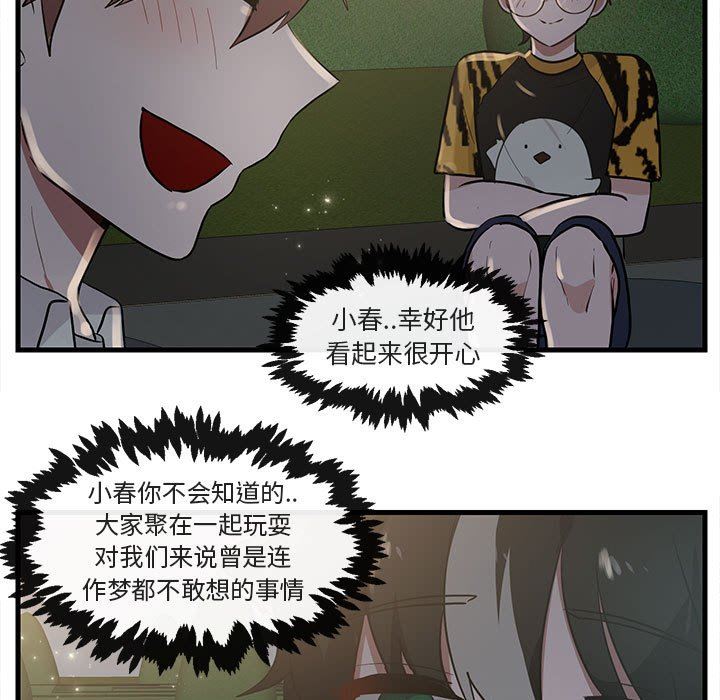 小春..幸好他
看起来很开心
小春你不会知道的..
大家聚在一起玩耍
对我们来说曾是连
作梦都不敢想的事情